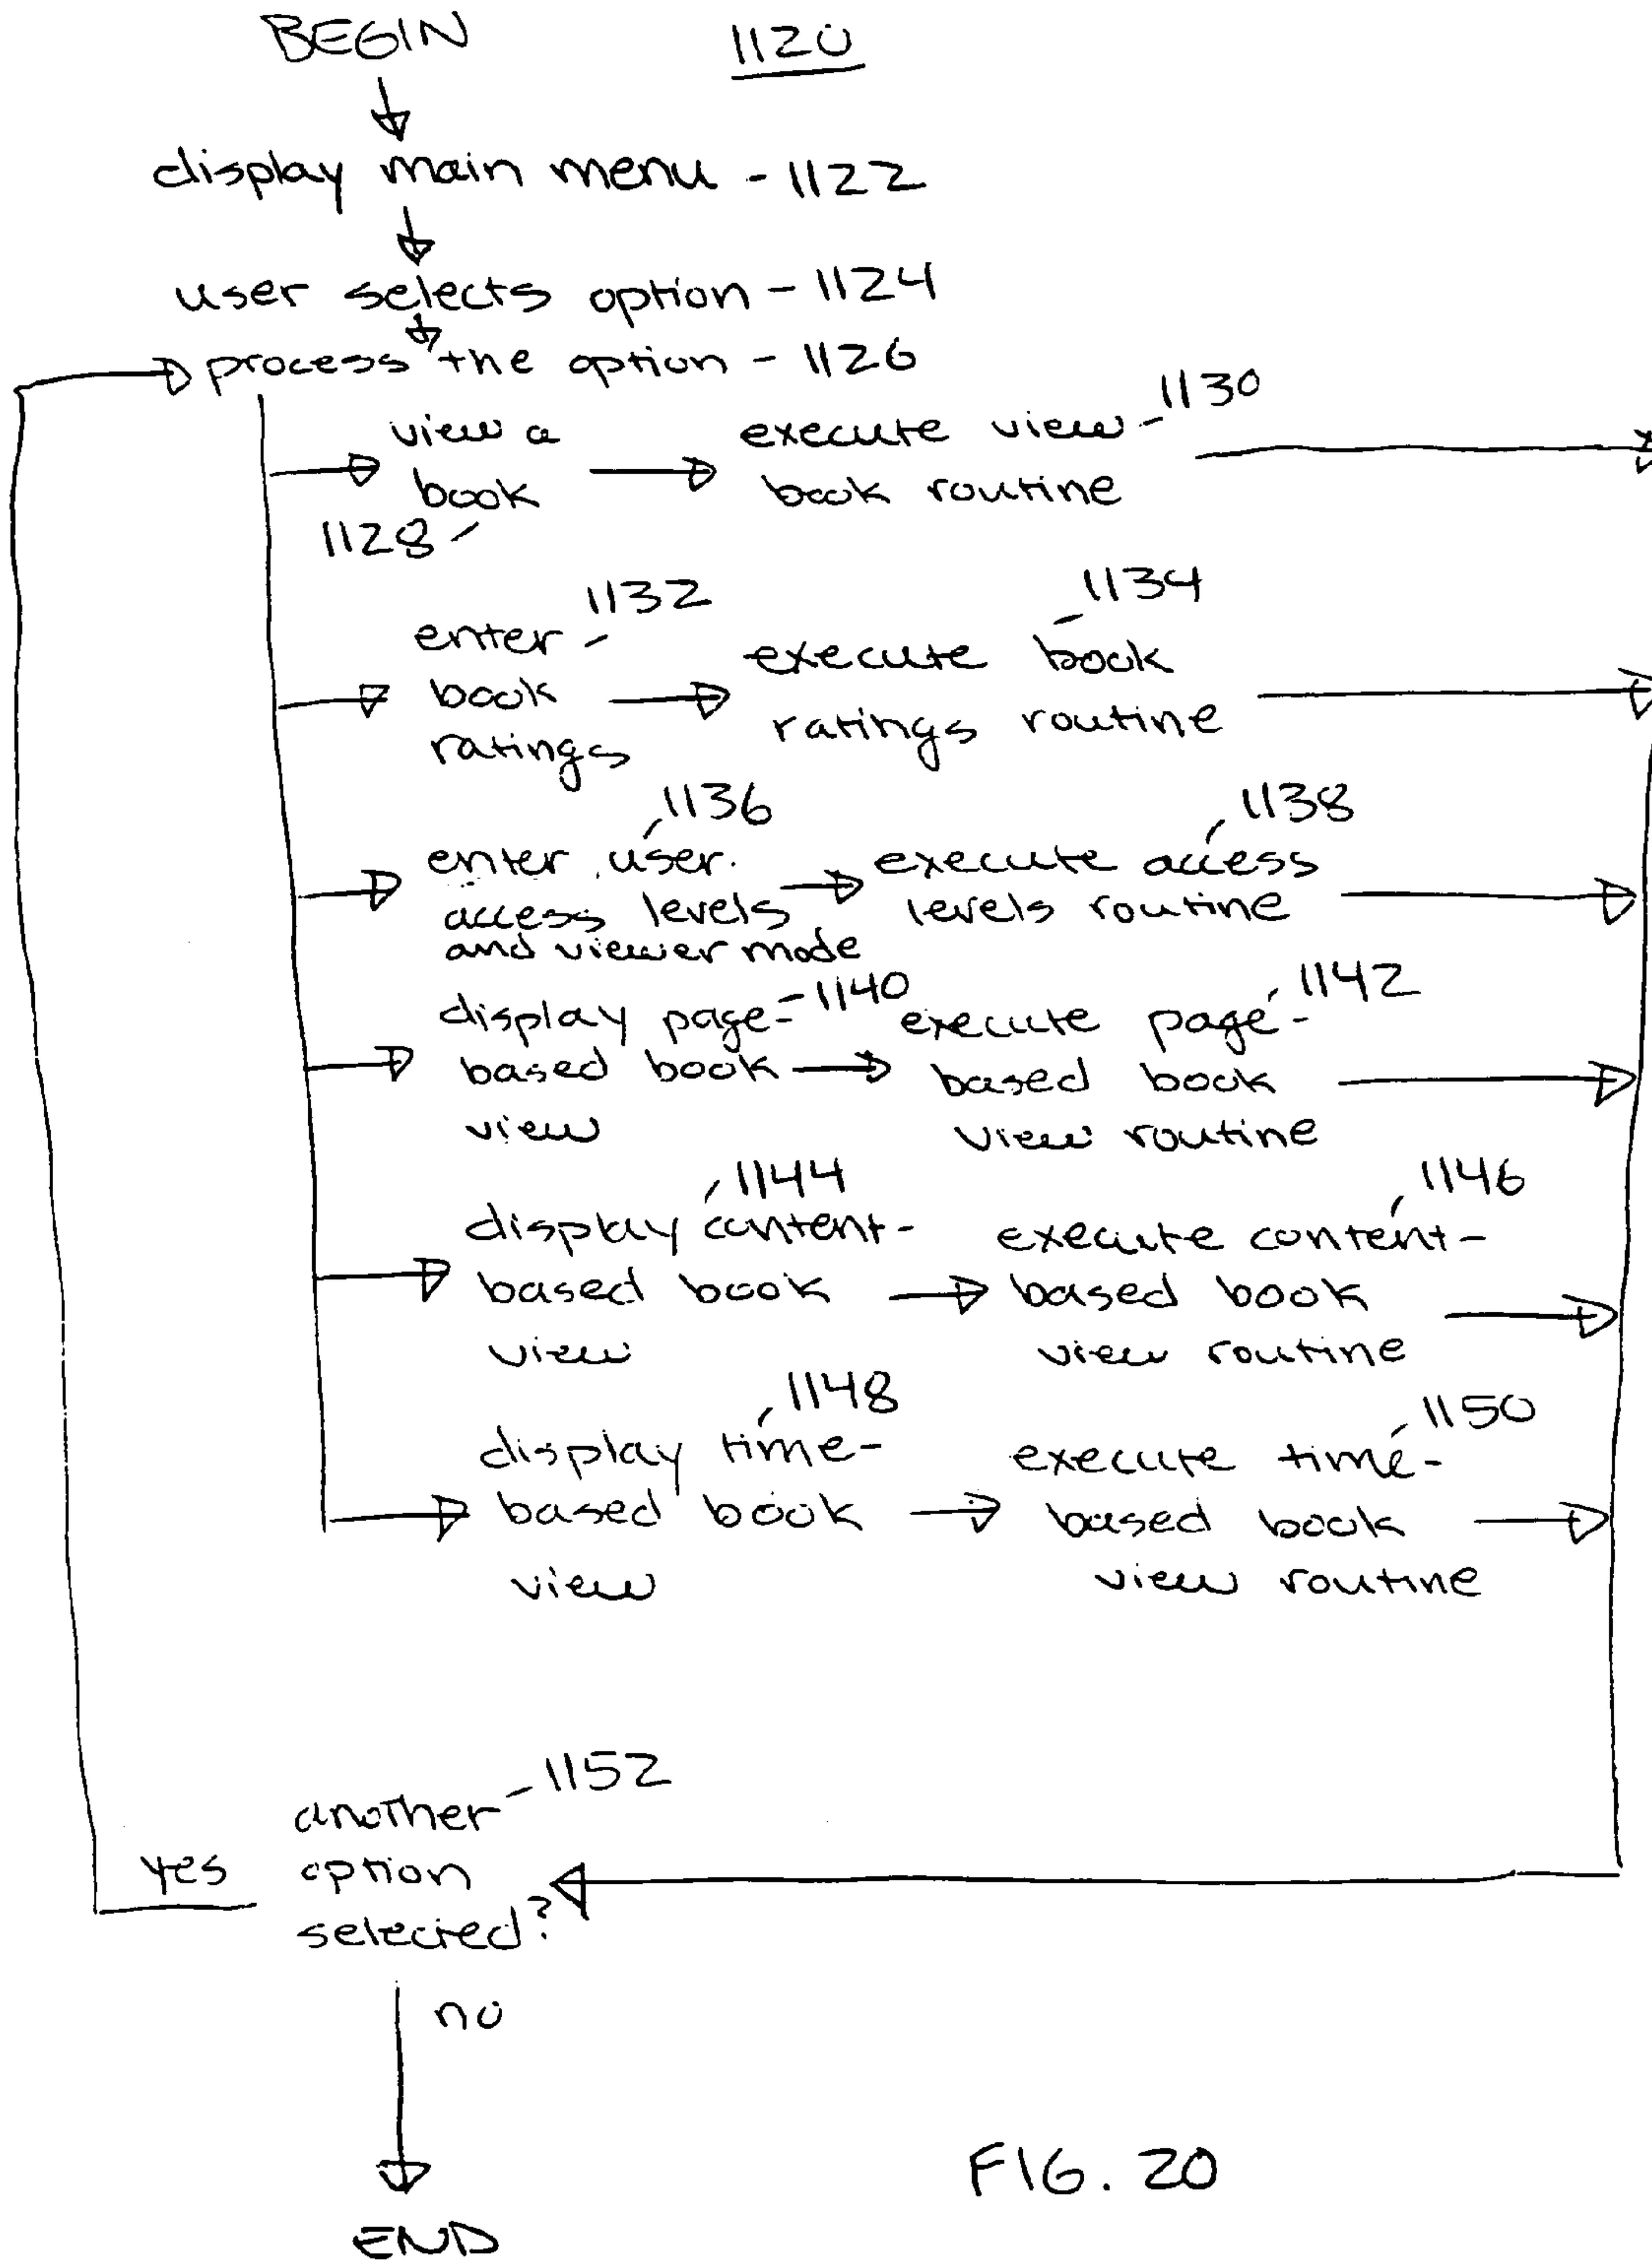 BEGIN 1120
display main menu - 1122
user selects option - 1124
process the option - 1126
view a
book
1128
execute view - 1130
book routine
enter - 1132
book
ratings
1134
execute book
ratings routine
1136
enter user
access levels
and viewer mode
1138
execute access
levels routine
display page- 1140
based book
view
execute page- 1142
based book
view routine
1144
display content-
based book
view
1146
execute content-
based book
view routine
1148
display time-
based book
view
1150
execute time-
based book
view routine
another - 1152
option
selected?
yes
no
END
FIG. 20